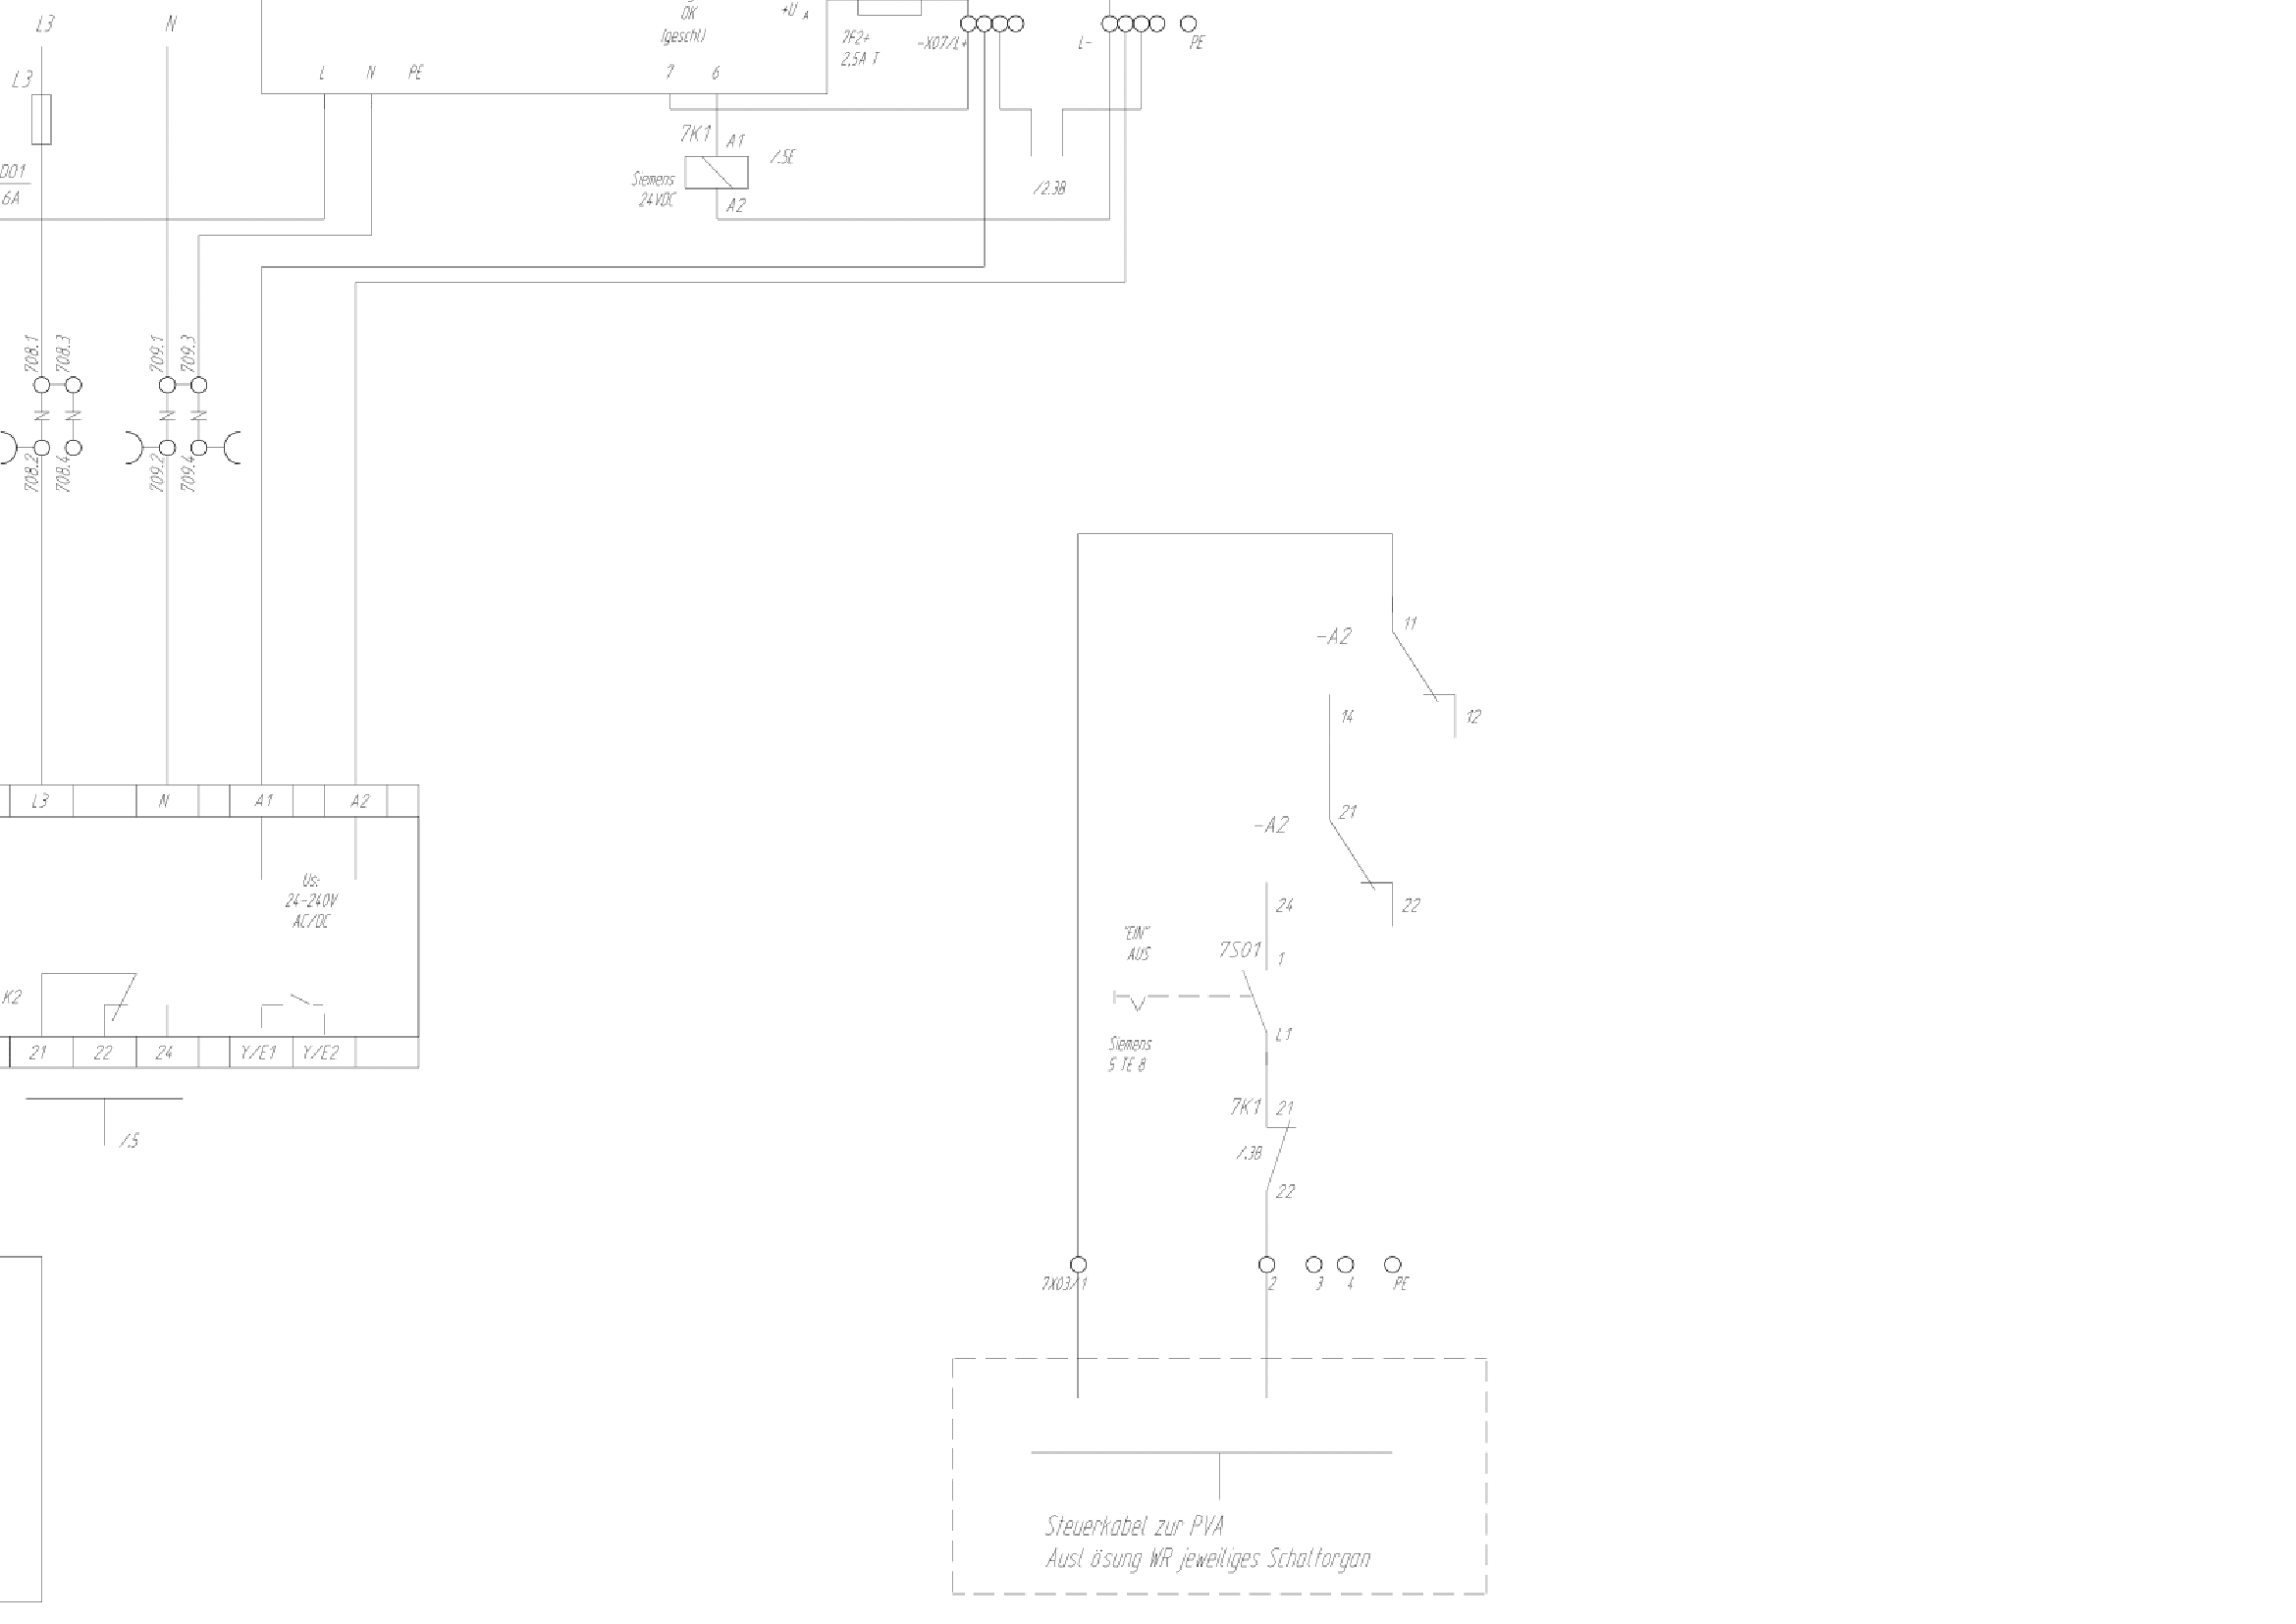 L3
N
OK
(geschl)
+U A
7F2+
2,5A T
-X07/L+
L-
PE
L3
L
N
PE
7
6
7K1
A1
/.5E
Siemens
24VDC
A2
/2.3B
D01
6A
708.1
708.3
709.1
709.3
708.2
708.4
709.2
709.4
-A2
11
14
12
L3
N
A1
A2
-A2
21
Us:
24-240V
AC/DC
24
22
"EIN"
AUS
7S01
1
K2
L1
Siemens
5 TE 8
21
22
24
Y/E1
Y/E2
/.5
7K1
21
/.3B
22
7X03/1
2
3
4
PE
Steuerkabel zur PVA
Ausl ösung WR jeweiliges Schaltorgan